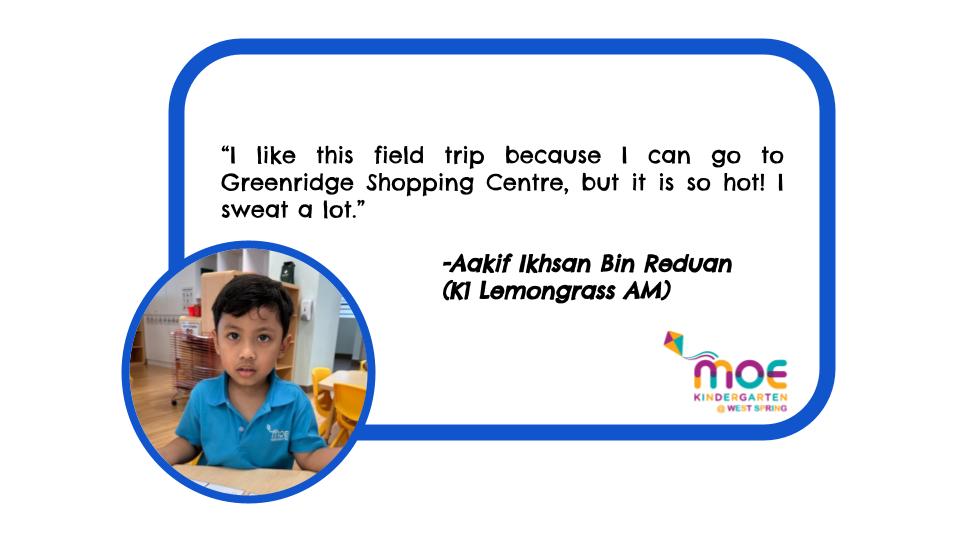 “I like this field trip because I can go to
Greenridge Shopping Centre, but it is so hot! I
sweat a lot.”
-Aakif Ikhsan Bin Reduan
(K1 Lemongrass AM)
moe
KINDERGARTEN
@ WEST SPRING
moe